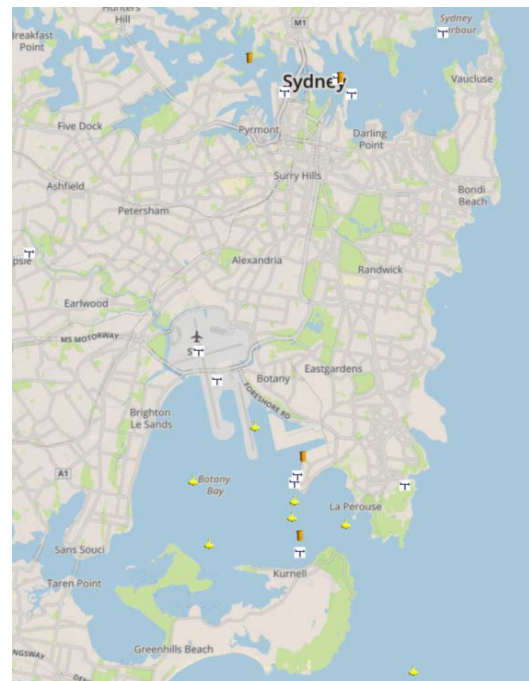 Hunters
Hill
M1
Sydney
Breakfast
Point
Vaucluse
Sydney
Five Dock
Pyrmont
Darling
Point
Surry Hills
Ashfield
Bondi
Beach
Petersham
psie
Alexandria
Randwick
Earlwood
M5 MOTORWAY
Eastgardens
Botany
FORESHORE RD
Brighton
Le Sands
A1
Botany
Bay
La Perouse
Sans Souci
Kurnell
Taren Point
Greenhills Beach
NGSWAY